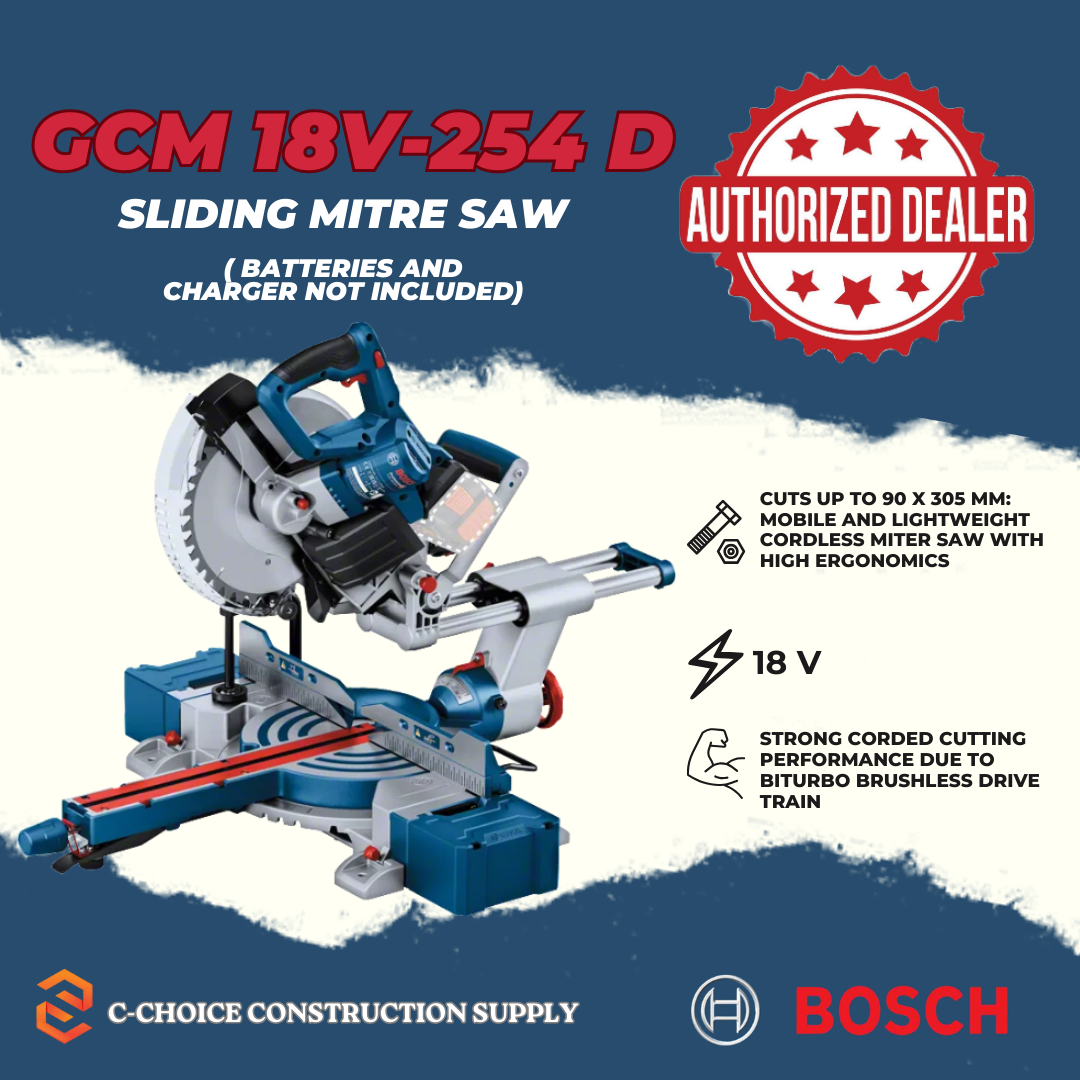 GCM 18V-254 D
SLIDING MITRE SAW
( BATTERIES AND
CHARGER NOT INCLUDED)
AUTHORIZED DEALER
BOSCH
CUTS UP TO 90 X 305 MM:
MOBILE AND LIGHTWEIGHT
CORDLESS MITER SAW WITH
HIGH ERGONOMICS
18 V
STRONG CORDED CUTTING
PERFORMANCE DUE TO
BITURBO BRUSHLESS DRIVE
TRAIN
C-CHOICE CONSTRUCTION SUPPLY
BOSCH